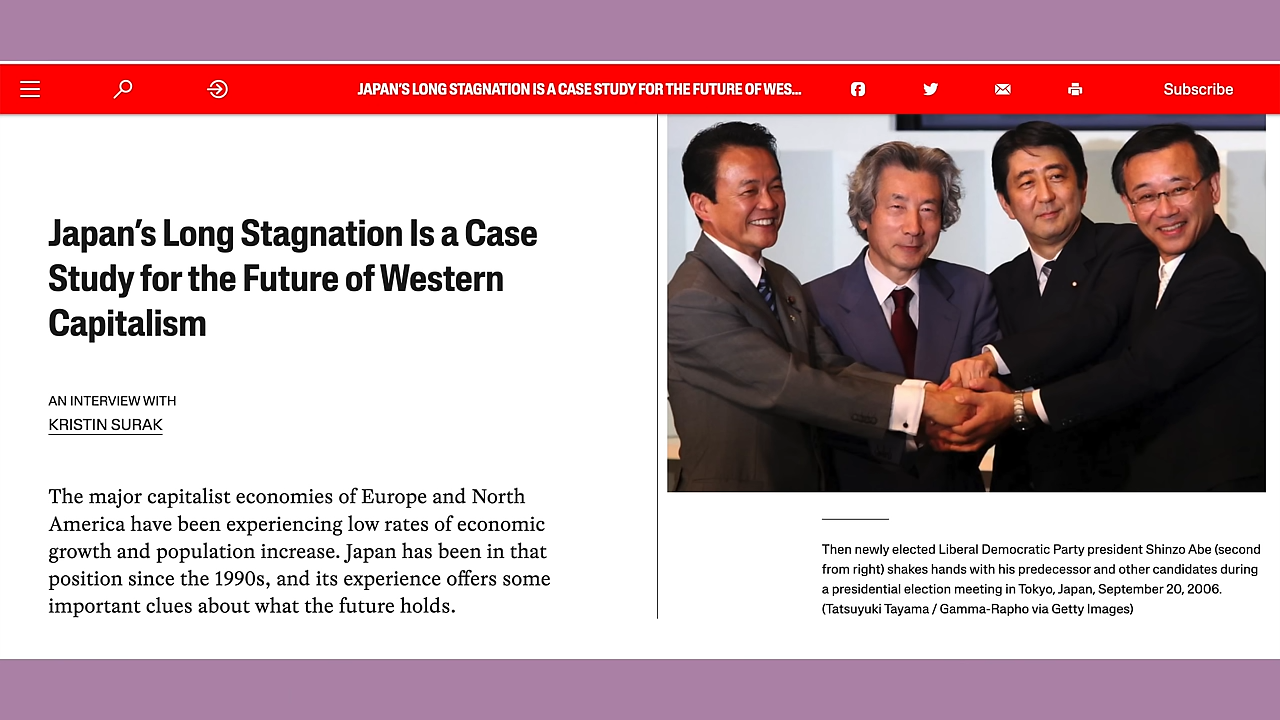 JAPAN'S LONG STAGNATION IS A CASE STUDY FOR THE FUTURE OF WES...
Subscribe
Japan's Long Stagnation Is a Case
Study for the Future of Western
Capitalism
AN INTERVIEW WITH
KRISTIN SURAK
The major capitalist economies of Europe and North
America have been experiencing low rates of economic
growth and population increase. Japan has been in that
position since the 1990s, and its experience offers some
important clues about what the future holds.
Then newly elected Liberal Democratic Party president Shinzo Abe (second
from right) shakes hands with his predecessor and other candidates during
a presidential election meeting in Tokyo, Japan, September 20, 2006.
(Tatsuyuki Tayama / Gamma-Rapho via Getty Images)